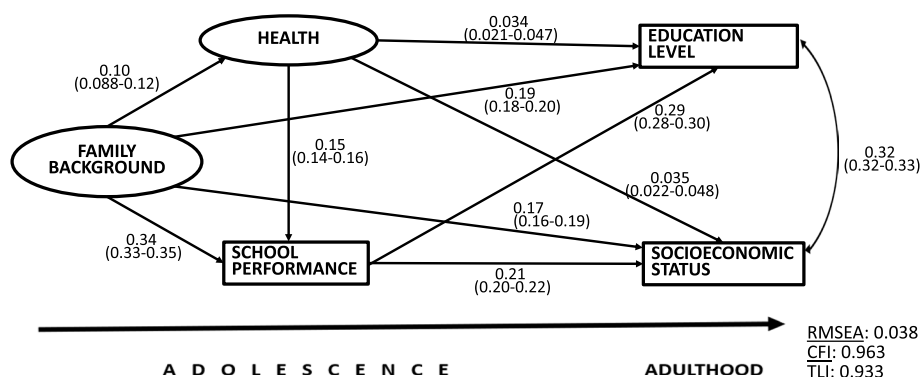 HEALTH
0.034
(0.021-0.047)
EDUCATION
LEVEL
0.10
(0.088-0.12)
0.19
(0.18-0.20)
0.29
(0.28-0.30)
FAMILY
BACKGROUND
0.15
(0.14-0.16)
0.32
(0.32-0.33)
0.035
(0.022-0.048)
0.17
(0.16-0.19)
0.34
(0.33-0.35)
SCHOOL
PERFORMANCE
0.21
(0.20-0.22)
SOCIOECONOMIC
STATUS
RMSEA: 0.038
CFI: 0.963
TLI: 0.933
A D O L E S C E N C E
ADULTHOOD